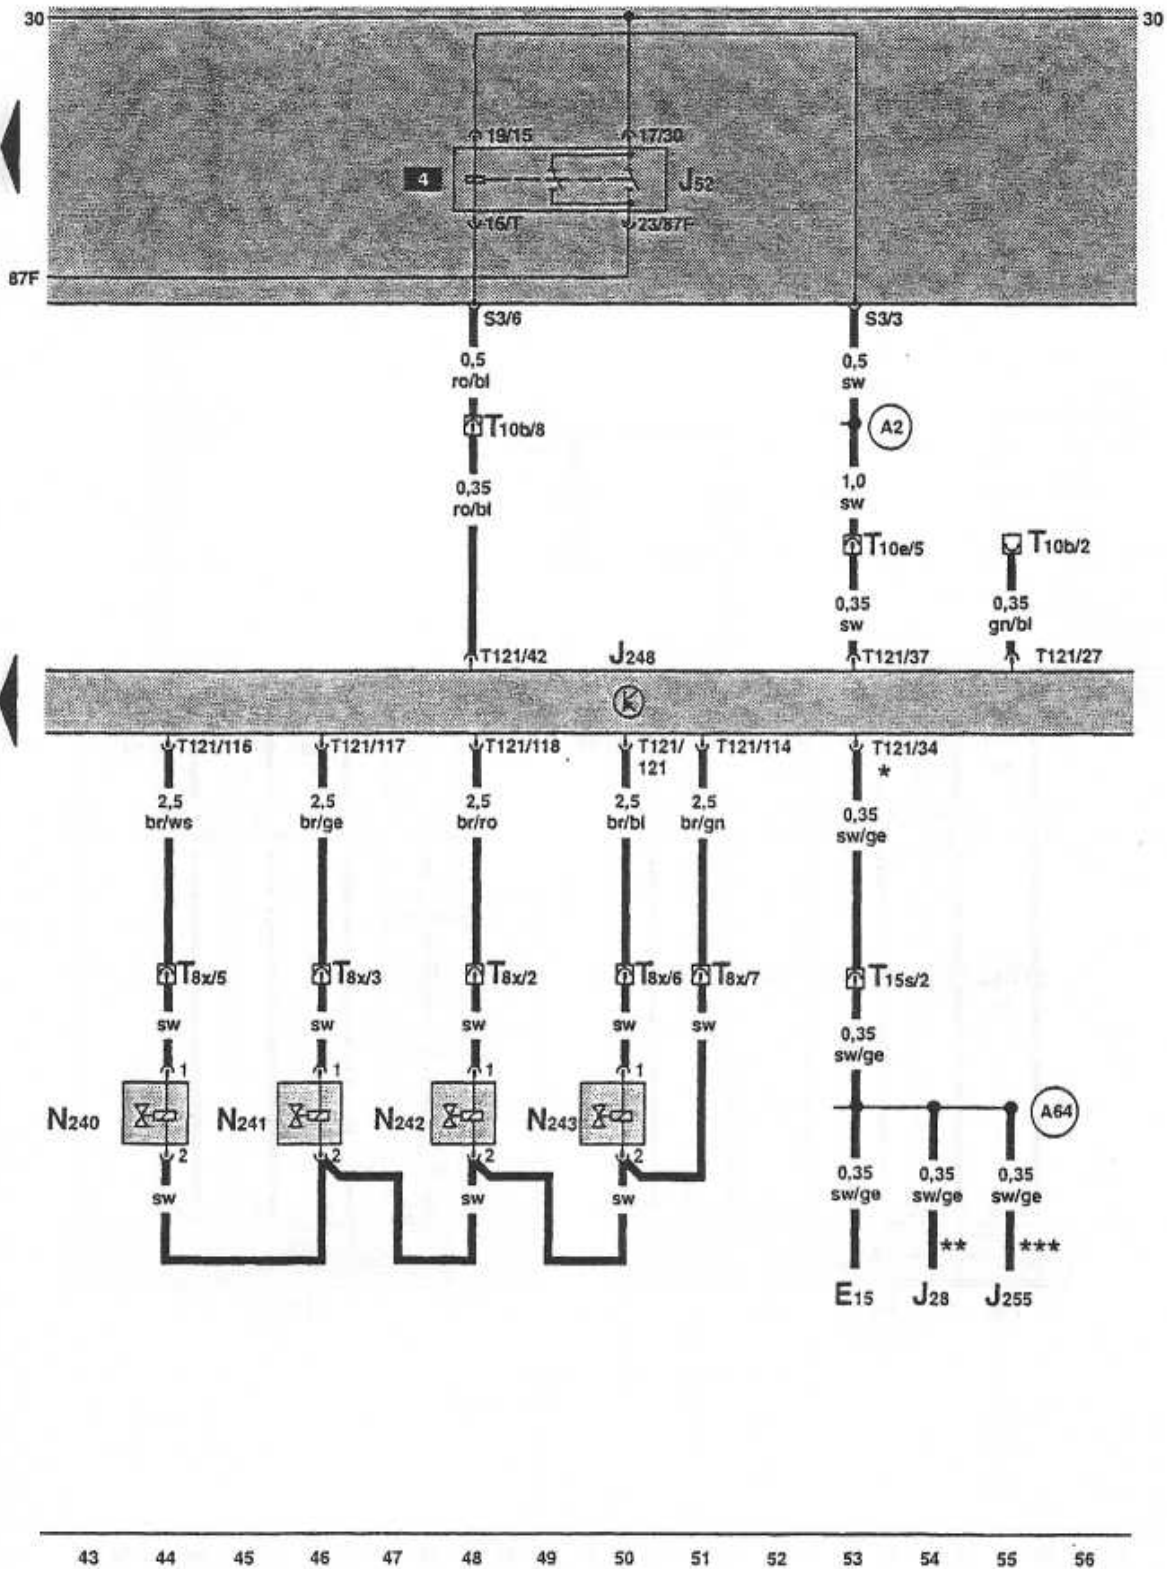 30 30
19/15 17/30
4 J52
16/T 23/87F
87F
S3/6 S3/3
0,5 0,5
ro/bl sw
T10b/8 A2
0,35 1,0
ro/bl sw
T10e/5 T10b/2
0,35 0,35
sw gn/bl
T121/42 J248 T121/37 T121/27
T121/116 T121/117 T121/118 T121/ T121/114 T121/34
121 *
2,5 2,5 2,5 2,5 2,5 0,35
br/ws br/ge br/ro br/bl br/gn sw/ge
T8x/5 T8x/3 T8x/2 T8x/6 T8x/7 T15s/2
sw sw sw sw sw 0,35
sw/ge
1 1 1 1
N240 N241 N242 N243 A64
2 2 2 2
sw sw sw 0,35 0,35 0,35
sw/ge sw/ge sw/ge
** ***
E15 J28 J255
43 44 45 46 47 48 49 50 51 52 53 54 55 56